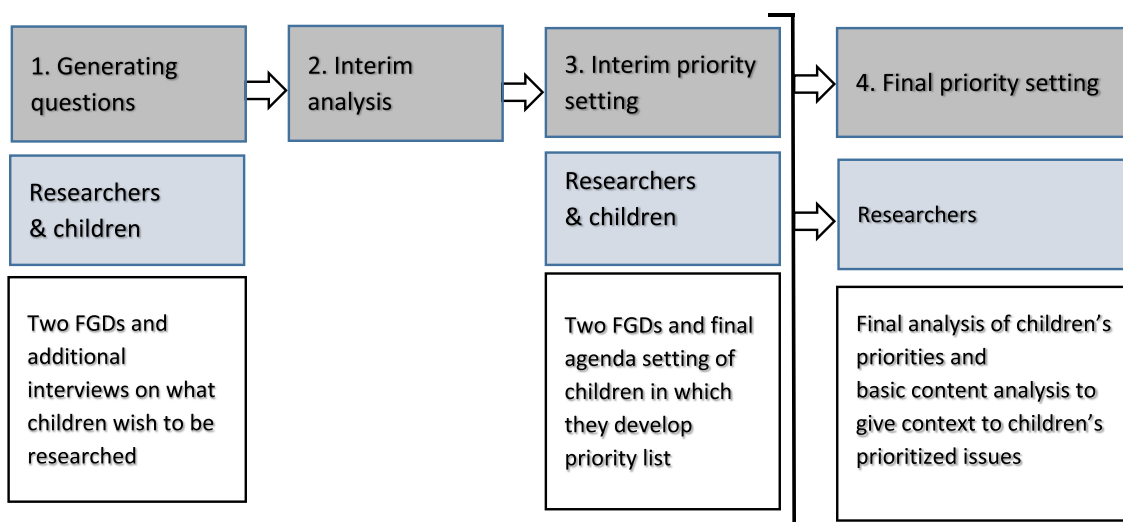 1. Generating
questions
2. Interim
analysis
3. Interim priority
setting
4. Final priority setting
Researchers
& children
Researchers
& children
Researchers
Two FGDs and
additional
interviews on what
children wish to be
researched
Two FGDs and final
agenda setting of
children in which
they develop
priority list
Final analysis of children’s
priorities and
basic content analysis to
give context to children’s
prioritized issues